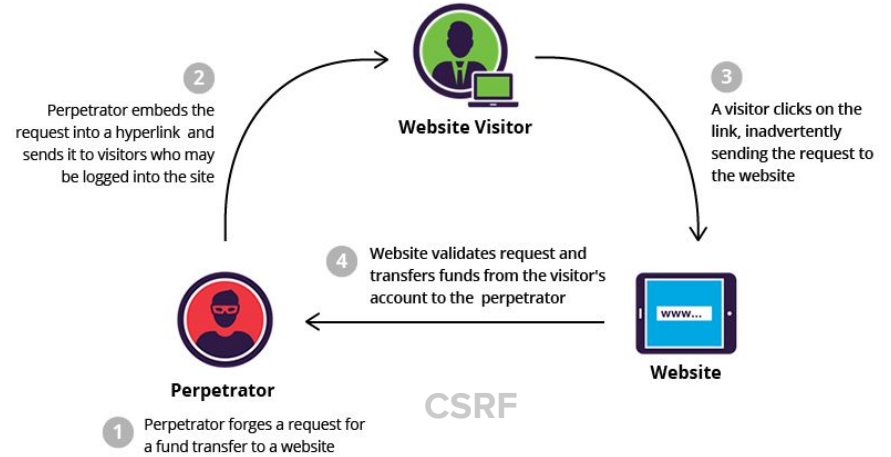 2
Perpetrator embeds the
request into a hyperlink and
sends it to visitors who may
be logged into the site
Website Visitor
3
A visitor clicks on the
link, inadvertently
sending the request to
the website
4
Website validates request and
transfers funds from the visitor's
account to the perpetrator
www...
Website
Perpetrator
CSRF
1
Perpetrator forges a request for
a fund transfer to a website